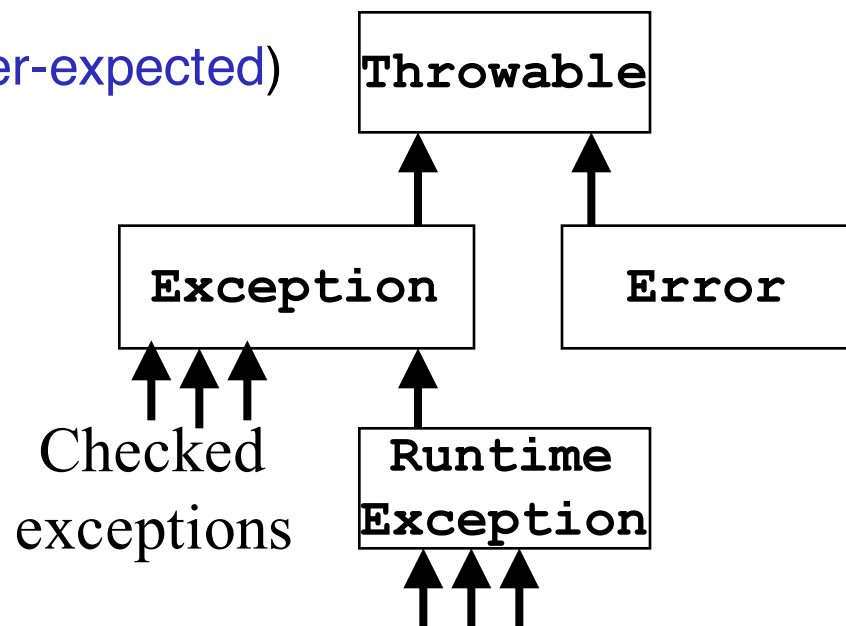 er-expected)
Throwable
Exception
Error
Checked
exceptions
Runtime
Exception